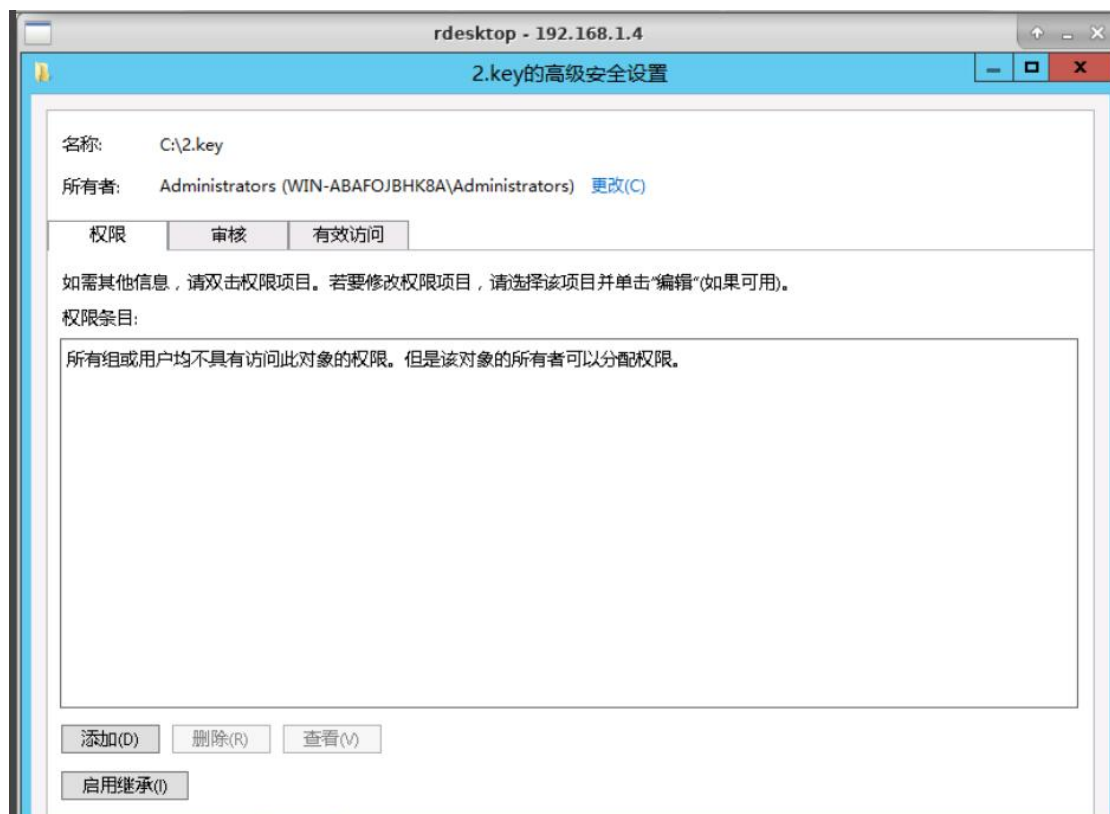 rdesktop - 192.168.1.4
2.key的高级安全设置
名称: C:\2.key
所有者: Administrators (WIN-ABAFOJBHK8A\Administrators) 更改(C)
权限 审核 有效访问
如需其他信息，请双击权限项目。若要修改权限项目，请选择该项目并单击"编辑"(如果可用)。
权限条目:
所有组或用户均不具有访问此对象的权限。但是该对象的所有者可以分配权限。
添加(D) 删除(R) 查看(V)
启用继承(I)